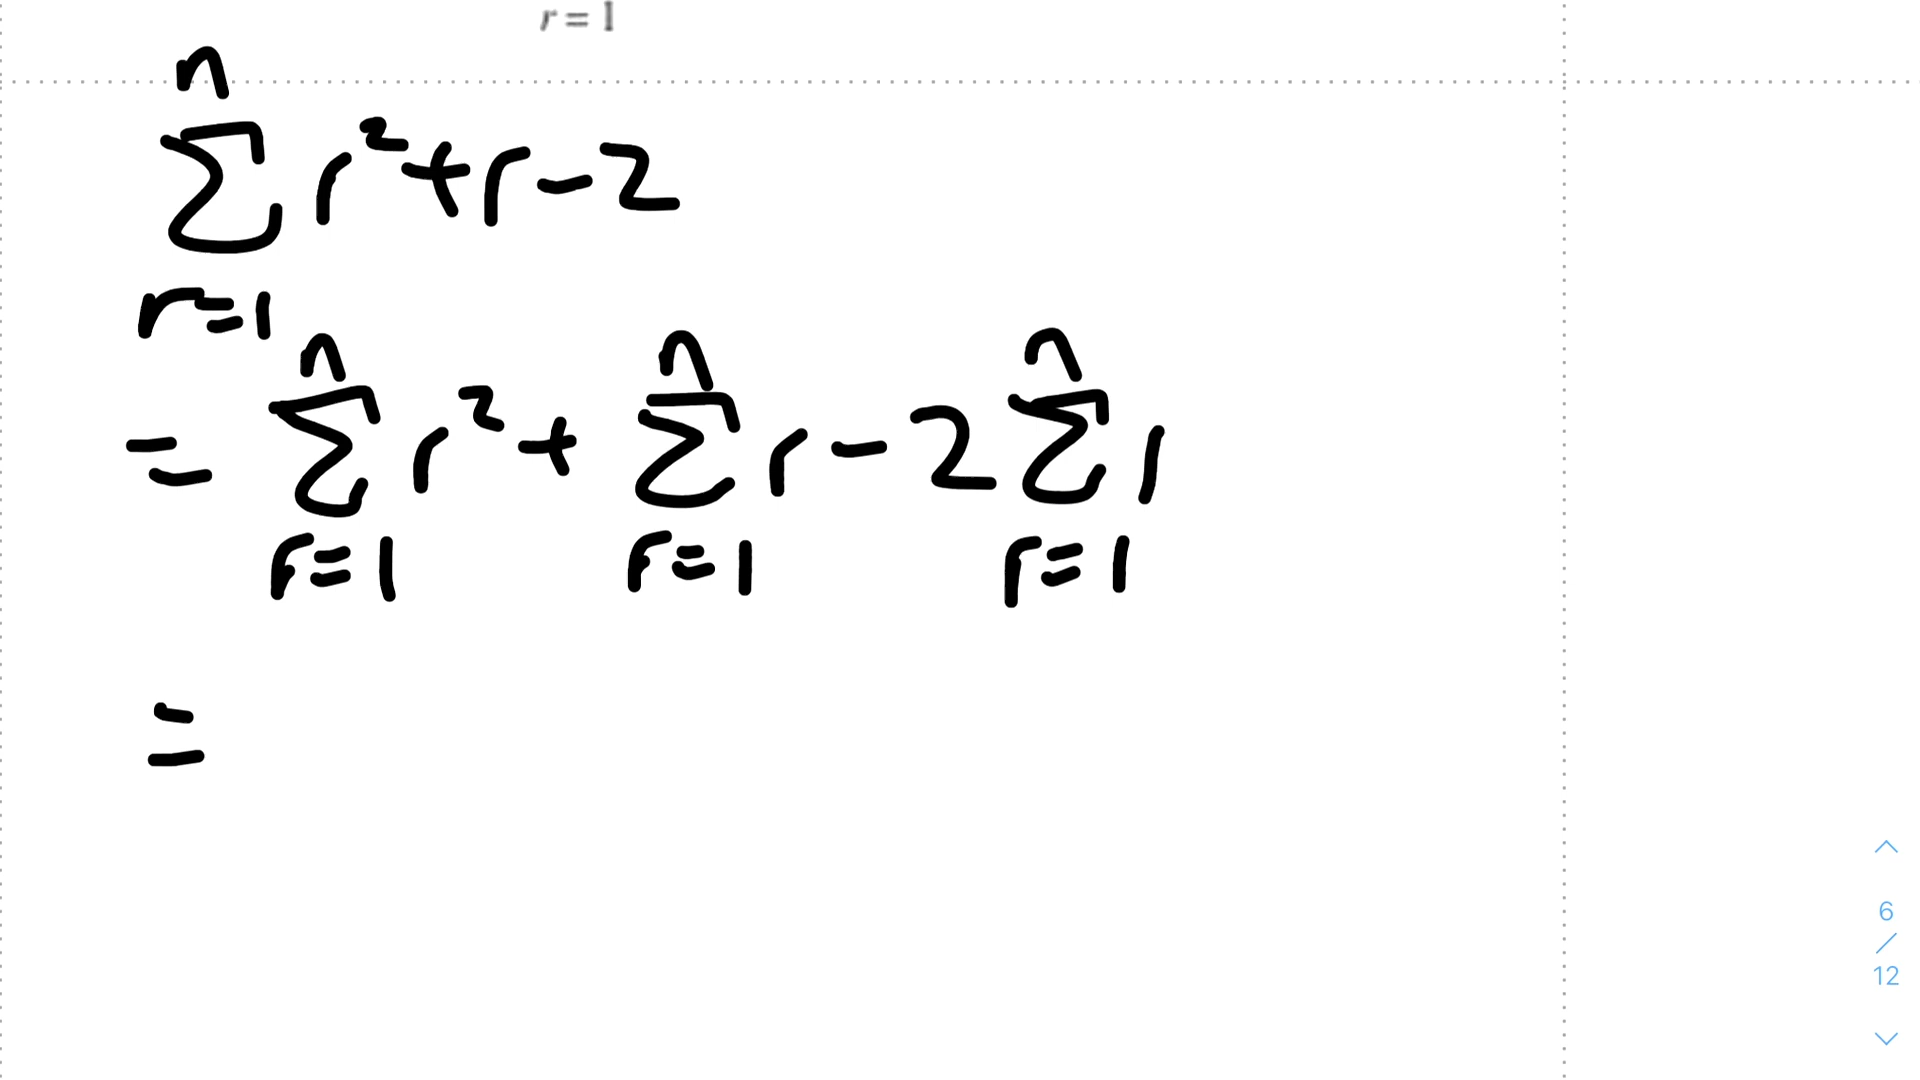 r = 1
n
∑ r²+r-2
r=1
n n n
= ∑ r² + ∑ r - 2 ∑ 1
r=1 r=1 r=1
=
6
/
12